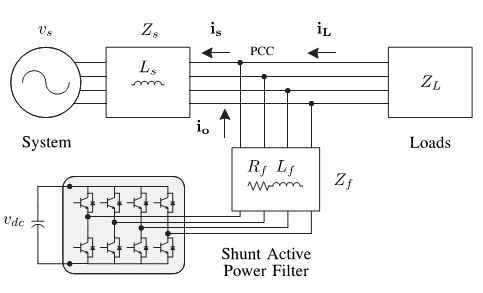 v_s
Z_s
i_s
PCC
i_L
L_s
Z_L
i_o
System
Loads
R_f L_f
Z_f
v_dc
Shunt Active
Power Filter